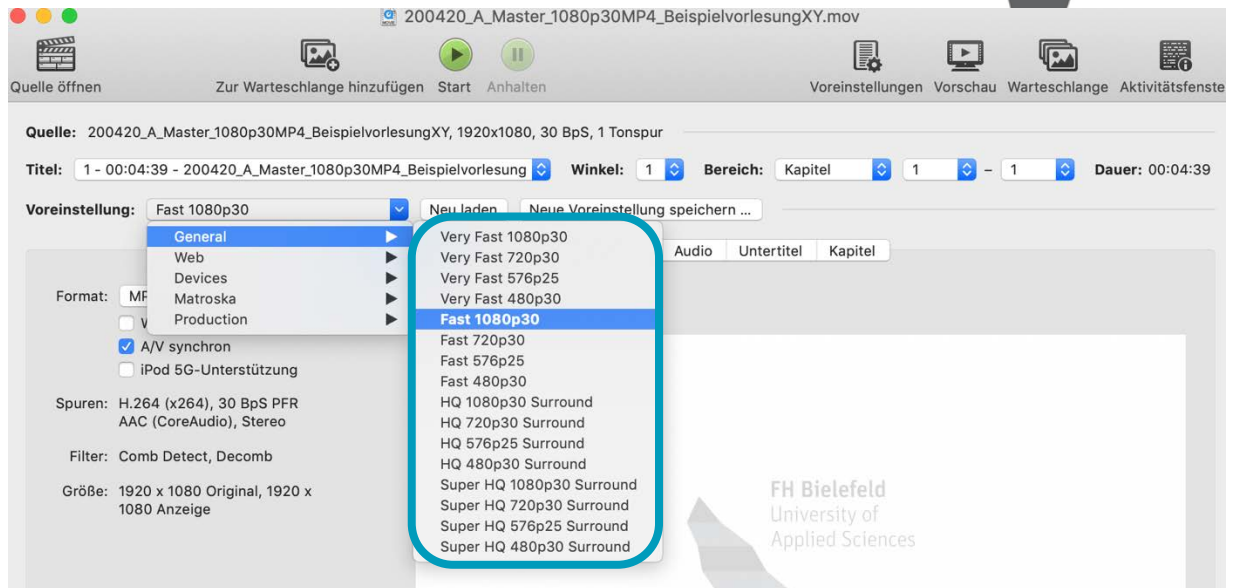 200420_A_Master_1080p30MP4_BeispielvorlesungXY.mov
Quelle öffnen Zur Warteschlange hinzufügen Start Anhalten Voreinstellungen Vorschau Warteschlange Aktivitätsfenste
Quelle: 200420_A_Master_1080p30MP4_BeispielvorlesungXY, 1920x1080, 30 BpS, 1 Tonspur
Titel: 1 - 00:04:39 - 200420_A_Master_1080p30MP4_Beispielvorlesung Winkel: 1 Bereich: Kapitel 1 – 1 Dauer: 00:04:39
Voreinstellung: Fast 1080p30 Neu laden Neue Voreinstellung speichern ...
Audio Untertitel Kapitel
General
Web
Devices
Matroska
Production
Very Fast 1080p30
Very Fast 720p30
Very Fast 576p25
Very Fast 480p30
Fast 1080p30
Fast 720p30
Fast 576p25
Fast 480p30
HQ 1080p30 Surround
HQ 720p30 Surround
HQ 576p25 Surround
HQ 480p30 Surround
Super HQ 1080p30 Surround
Super HQ 720p30 Surround
Super HQ 576p25 Surround
Super HQ 480p30 Surround
Format:
A/V synchron
iPod 5G-Unterstützung
Spuren: H.264 (x264), 30 BpS PFR
AAC (CoreAudio), Stereo
Filter: Comb Detect, Decomb
Größe: 1920 x 1080 Original, 1920 x
1080 Anzeige
FH Bielefeld
University of
Applied Sciences